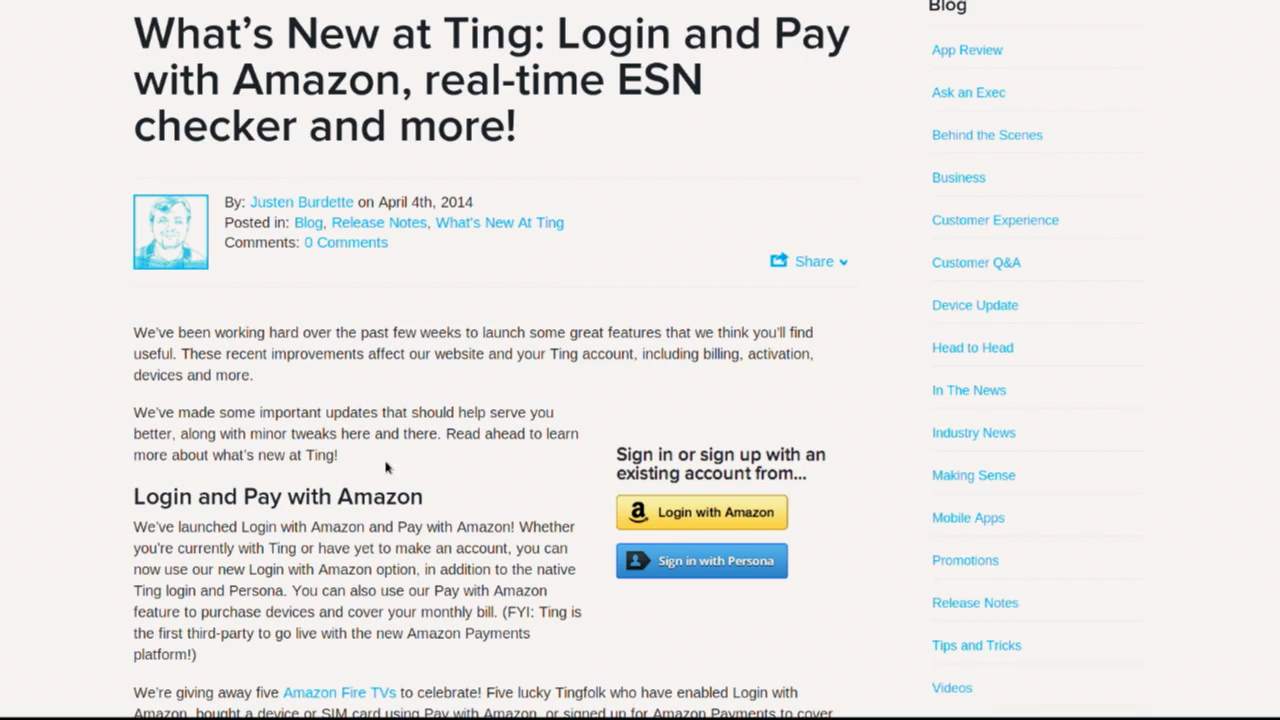 What's New at Ting: Login and Pay
with Amazon, real-time ESN
checker and more!
By: Justen Burdette on April 4th, 2014
Posted in: Blog, Release Notes, What's New At Ting
Comments: 0 Comments
Share
We've been working hard over the past few weeks to launch some great features that we think you'll find
useful. These recent improvements affect our website and your Ting account, including billing, activation,
devices and more.
We've made some important updates that should help serve you
better, along with minor tweaks here and there. Read ahead to learn
more about what's new at Ting!
Login and Pay with Amazon
We've launched Login with Amazon and Pay with Amazon! Whether
you're currently with Ting or have yet to make an account, you can
now use our new Login with Amazon option, in addition to the native
Ting login and Persona. You can also use our Pay with Amazon
feature to purchase devices and cover your monthly bill. (FYI: Ting is
the first third-party to go live with the new Amazon Payments
platform!)
Sign in or sign up with an
existing account from...
Login with Amazon
Sign in with Persona
We're giving away five Amazon Fire TVs to celebrate! Five lucky Tingfolk who have enabled Login with
Amazon, bought a device or SIM card using Pay with Amazon, or signed up for Amazon Payments to cover
Blog
App Review
Ask an Exec
Behind the Scenes
Business
Customer Experience
Customer Q&A
Device Update
Head to Head
In The News
Industry News
Making Sense
Mobile Apps
Promotions
Release Notes
Tips and Tricks
Videos